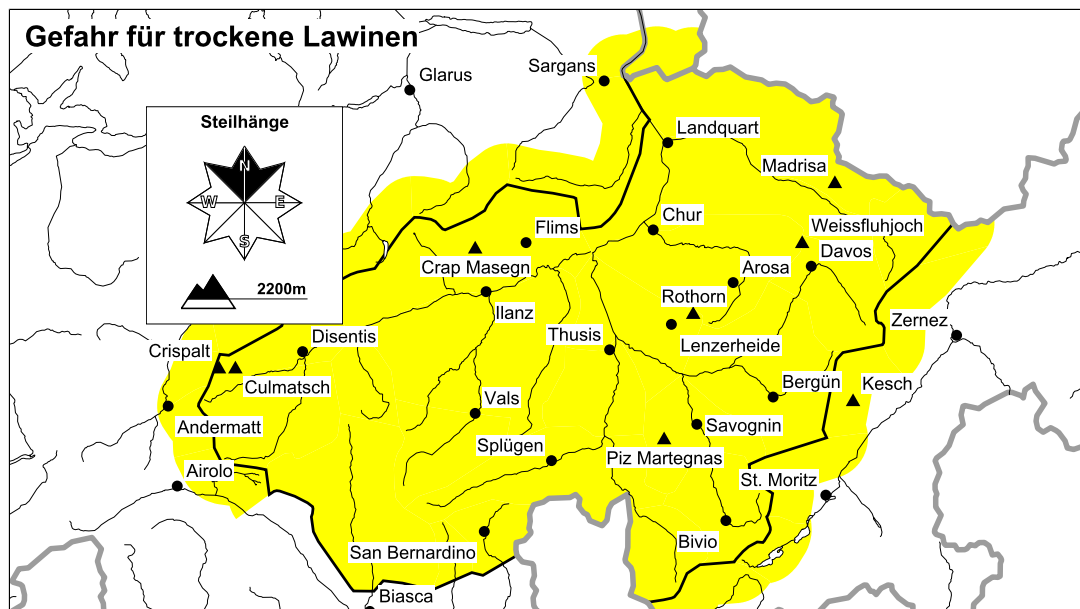 Gefahr für trockene Lawinen
Glarus
Sargans
Steilhänge
N
W
E
S
2200m
Landquart
Madrisa
Chur
Weissfluhjoch
Flims
Davos
Crap Masegn
Arosa
Ilanz
Rothorn
Zernez
Thusis
Lenzerheide
Disentis
Crispalt
Culmatsch
Bergün
Kesch
Vals
Andermatt
Savognin
Splügen
Piz Martegnas
Airolo
St. Moritz
Bivio
San Bernardino
Biasca